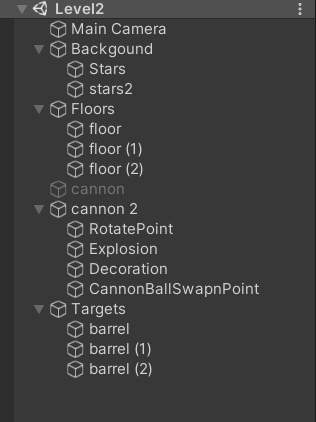 Level2
Main Camera
Backgound
Stars
stars2
Floors
floor
floor (1)
floor (2)
cannon
cannon 2
RotatePoint
Explosion
Decoration
CannonBallSwapnPoint
Targets
barrel
barrel (1)
barrel (2)